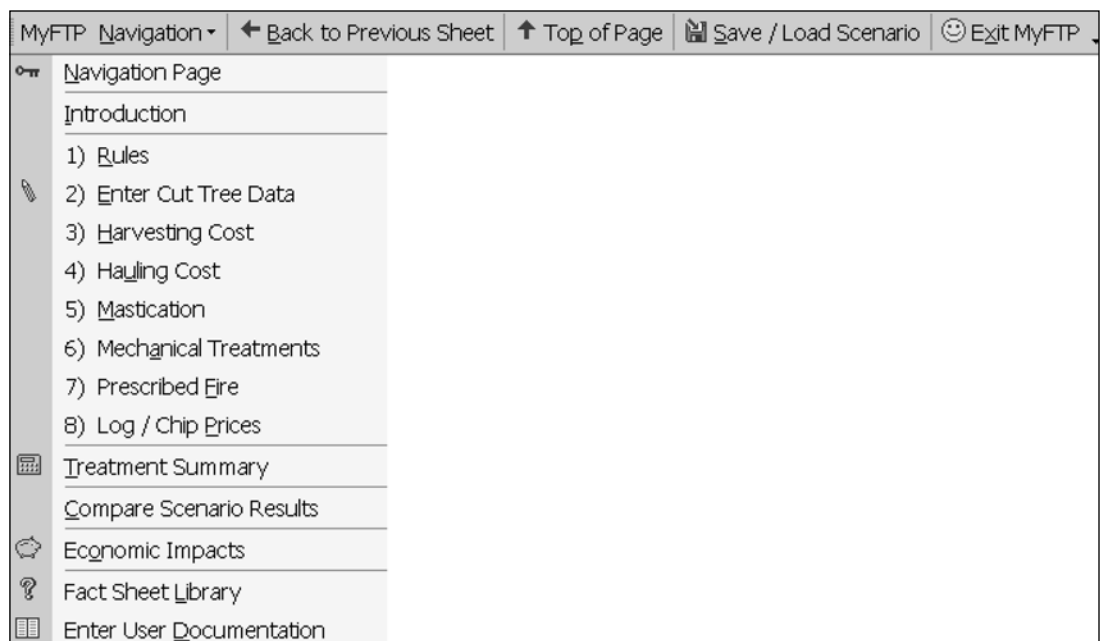 MyFTP Navigation Back to Previous Sheet Top of Page Save / Load Scenario Exit MyFTP
Navigation Page
Introduction
1) Rules
2) Enter Cut Tree Data
3) Harvesting Cost
4) Hauling Cost
5) Mastication
6) Mechanical Treatments
7) Prescribed Fire
8) Log / Chip Prices
Treatment Summary
Compare Scenario Results
Economic Impacts
Fact Sheet Library
Enter User Documentation